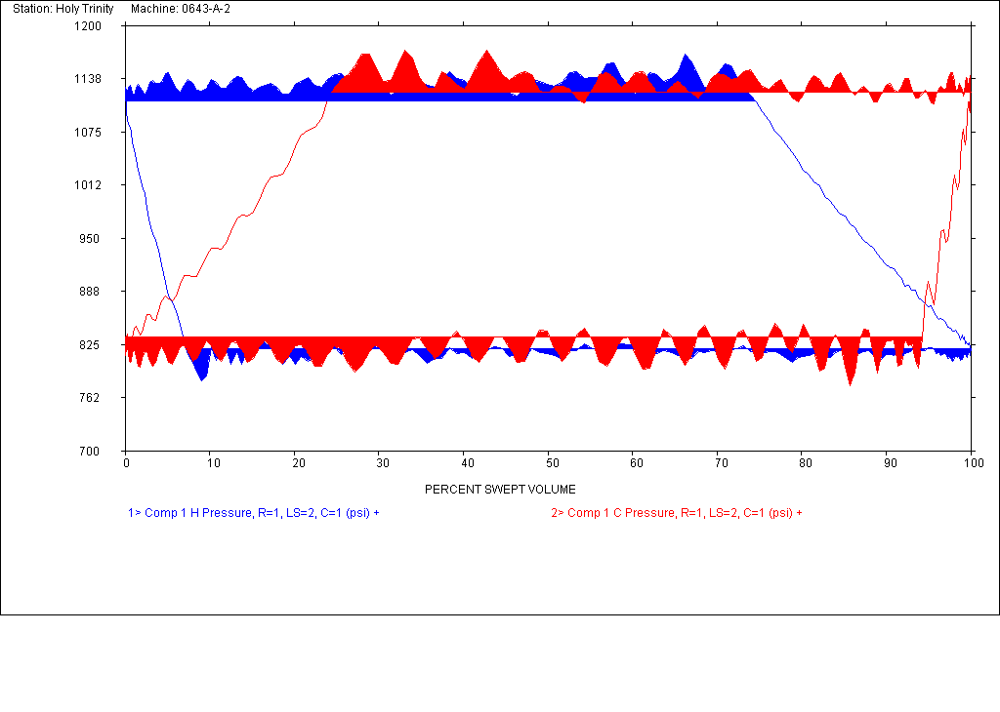 Station: Holy Trinity Machine: 0643-A-2
1200
1138
1075
1012
950
888
825
762
700
0 10 20 30 40 50 60 70 80 90 100
PERCENT SWEPT VOLUME
1> Comp 1 H Pressure, R=1, LS=2, C=1 (psi) + 2> Comp 1 C Pressure, R=1, LS=2, C=1 (psi) +